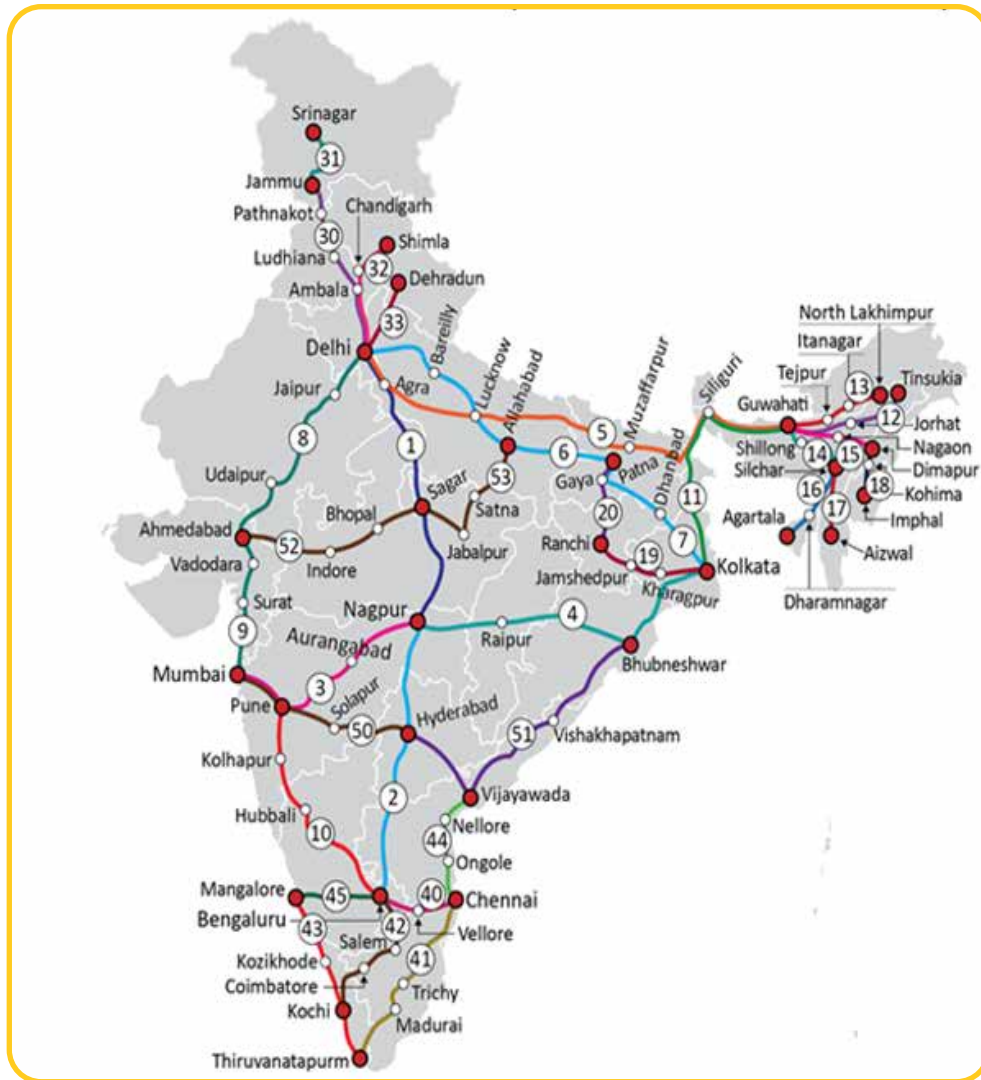 Srinagar
31
Jammu
Chandigarh
Pathnakot
30
Shimla
Ludhiana
32
Dehradun
Ambala
33
North Lakhimpur
Itanagar
Delhi
Bareilly
Tejpur
13
Tinsukia
Jaipur
Agra
Lucknow
Allahabad
Muzaffarpur
Siliguri
Guwahati
12
Jorhat
8
1
5
Shillong
14
15
Nagaon
6
Patna
Dhanbad
Silchar
Dimapur
Udaipur
Sagar
53
Gaya
16
18
Kohima
Bhopal
Satna
20
11
17
Imphal
Ahmedabad
52
Jabalpur
Ranchi
7
Agartala
Aizwal
Vadodara
Indore
19
Jamshedpur
Kharagpur
Kolkata
Dharamnagar
Surat
Nagpur
4
9
Aurangabad
Raipur
Bhubneshwar
Mumbai
3
Pune
Solapur
50
Hyderabad
51
Vishakhapatnam
Kolhapur
2
Vijayawada
Hubbali
10
Nellore
44
Ongole
Mangalore
45
40
Chennai
Bengaluru
43
42
Vellore
Salem
41
Kozikhode
Coimbatore
Trichy
Kochi
Madurai
Thiruvanatapurm